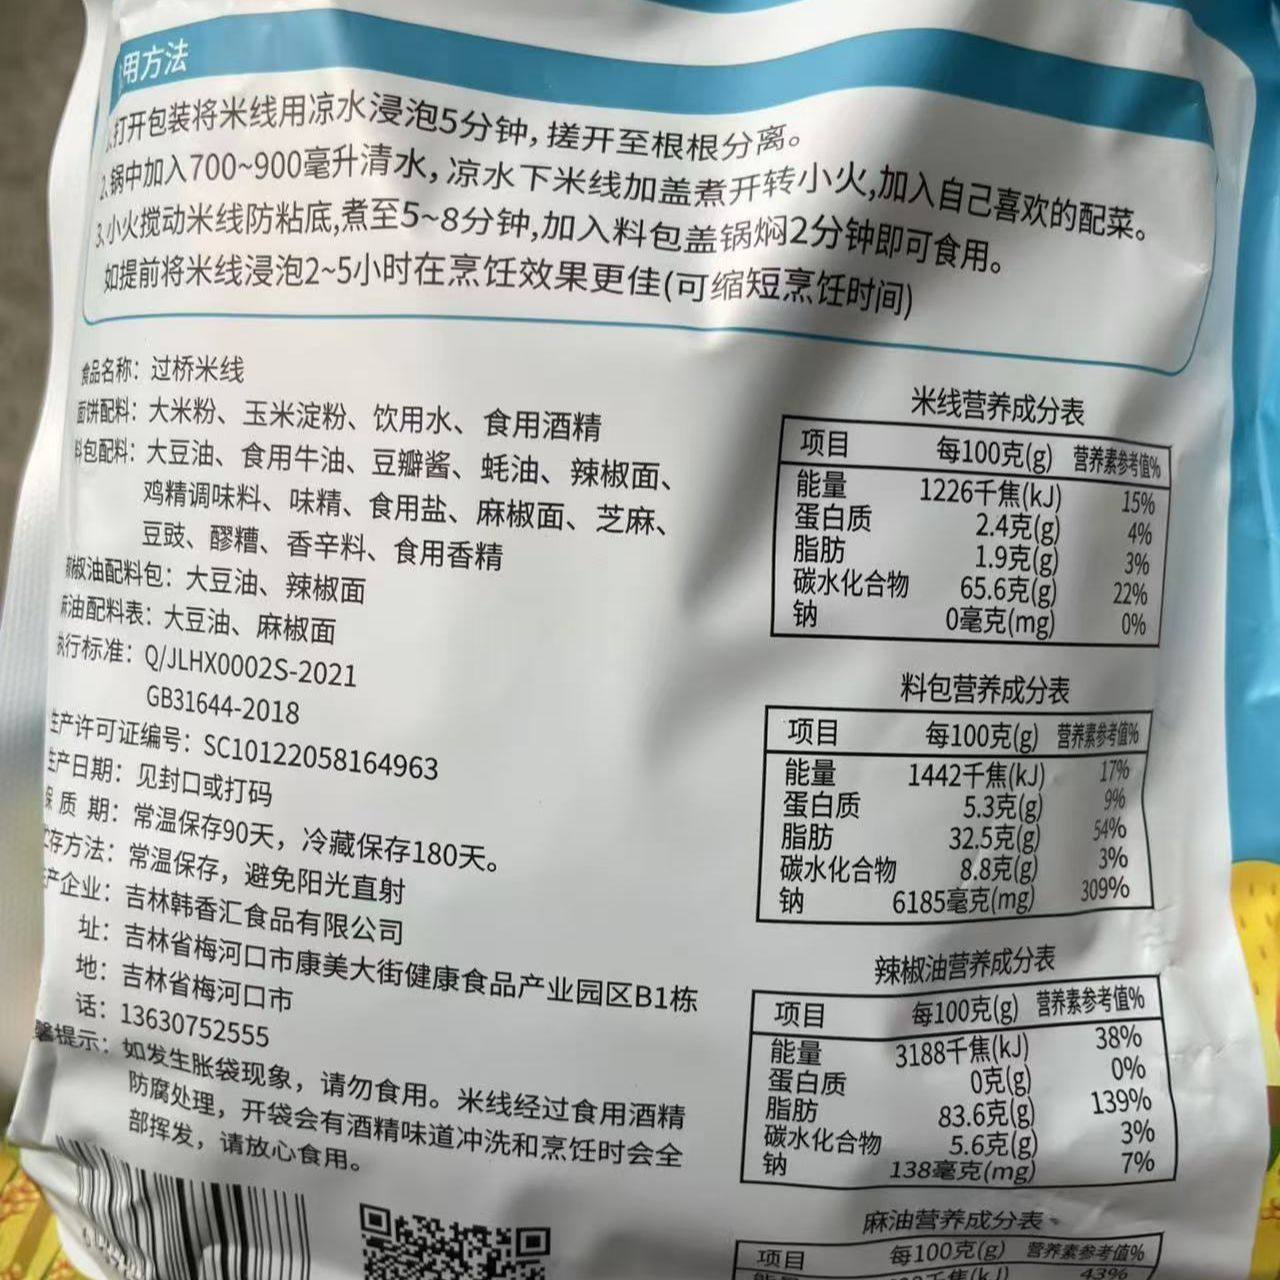 用方法
1.打开包装将米线用凉水浸泡5分钟,搓开至根根分离。
2.锅中加入700~900毫升清水,凉水下米线加盖煮开转小火,加入自己喜欢的配菜。
3.小火搅动米线防粘底,煮至5~8分钟,加入料包盖锅焖2分钟即可食用。
如提前将米线浸泡2~5小时在烹饪效果更佳(可缩短烹饪时间)
食品名称：过桥米线
面饼配料：大米粉、玉米淀粉、饮用水、食用酒精
料包配料：大豆油、食用牛油、豆瓣酱、蚝油、辣椒面、
鸡精调味料、味精、食用盐、麻椒面、芝麻、
豆豉、醪糟、香辛料、食用香精
辣椒油配料包：大豆油、辣椒面
麻油配料表：大豆油、麻椒面
执行标准：Q/JLHX0002S-2021
GB31644-2018
生产许可证编号：SC10122058164963
生产日期：见封口或打码
保 质 期：常温保存90天，冷藏保存180天。
贮存方法：常温保存，避免阳光直射
产企业：吉林韩香汇食品有限公司
址：吉林省梅河口市康美大街健康食品产业园区B1栋
地：吉林省梅河口市
话：13630752555
馨提示：如发生胀袋现象，请勿食用。米线经过食用酒精
防腐处理，开袋会有酒精味道冲洗和烹饪时会全
部挥发，请放心食用。
米线营养成分表
项目 每100克(g) 营养素参考值%
能量 1226千焦(kJ) 15%
蛋白质 2.4克(g) 4%
脂肪 1.9克(g) 3%
碳水化合物 65.6克(g) 22%
钠 0毫克(mg) 0%
料包营养成分表
项目 每100克(g) 营养素参考值%
能量 1442千焦(kJ) 17%
蛋白质 5.3克(g) 9%
脂肪 32.5克(g) 54%
碳水化合物 8.8克(g) 3%
钠 6185毫克(mg) 309%
辣椒油营养成分表
项目 每100克(g) 营养素参考值%
能量 3188千焦(kJ) 38%
蛋白质 0克(g) 0%
脂肪 83.6克(g) 139%
碳水化合物 5.6克(g) 3%
钠 138毫克(mg) 7%
麻油营养成分表
项目 每100克(g) 营养素参考值%
能量 千焦(kJ) 43%